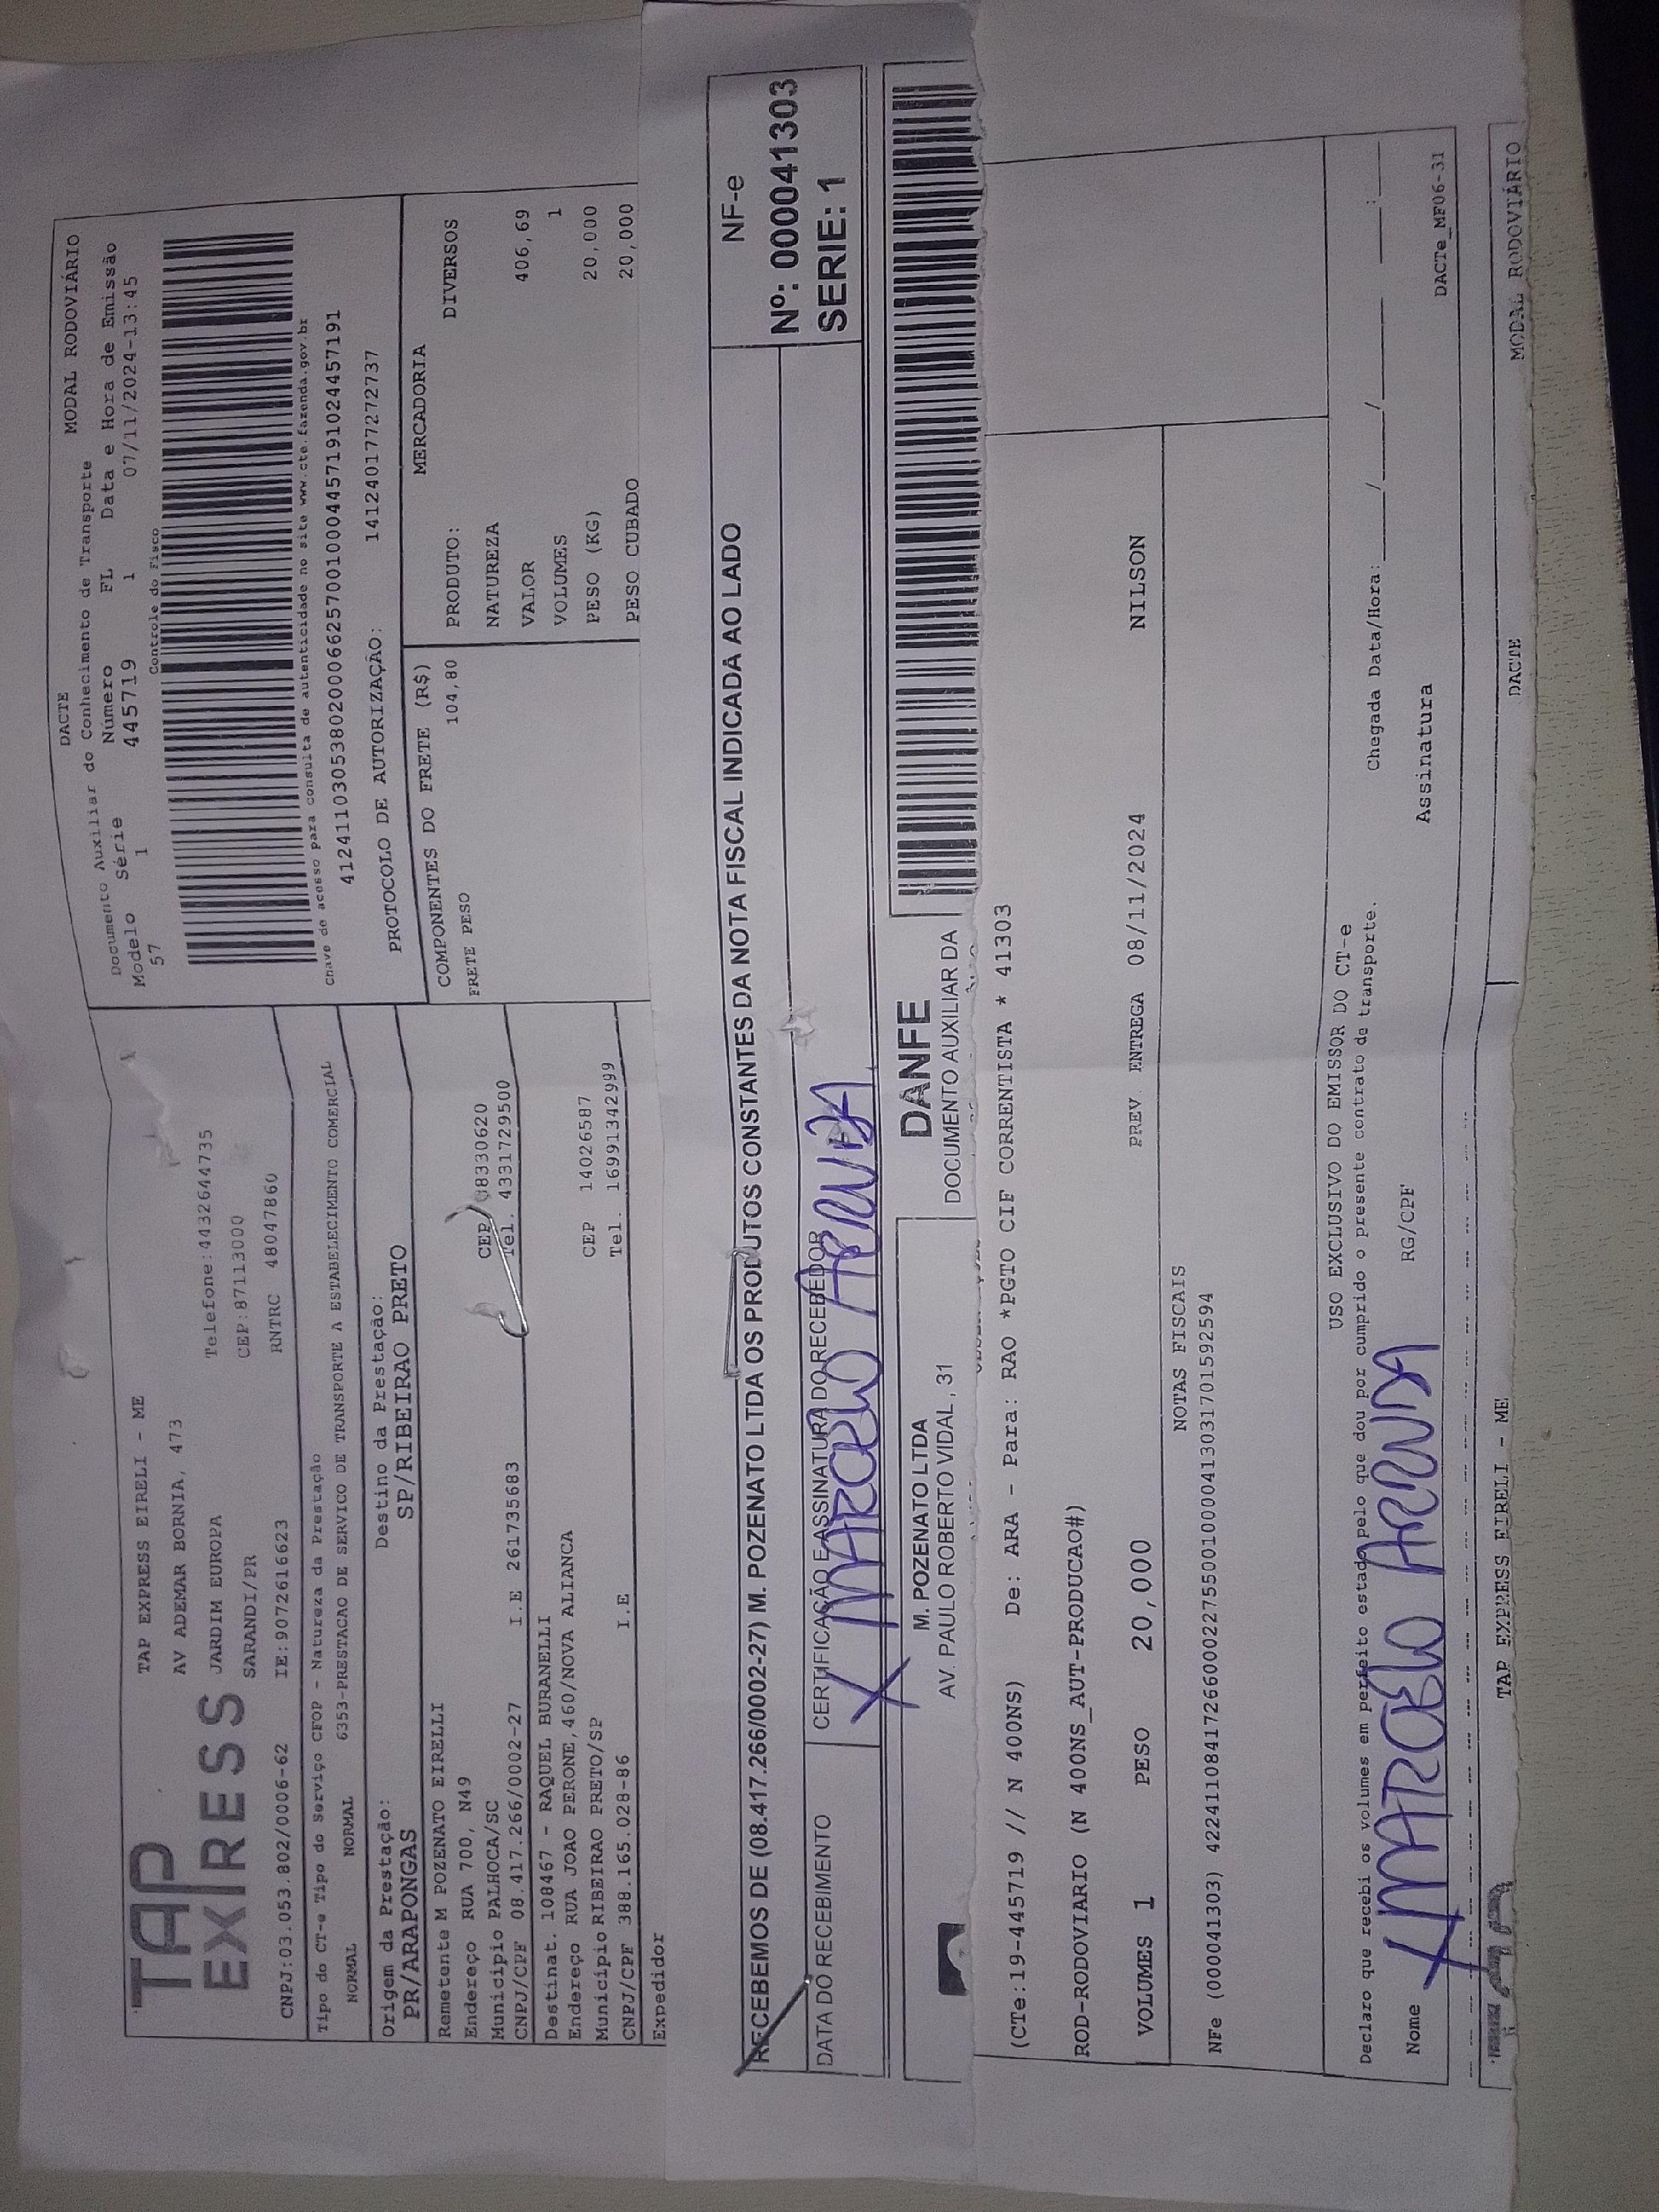 TAP EXPRESS
TAP EXPRESS EIRELI - ME
AV ADEMAR BORNIA, 473
JARDIM EUROPA Telefone:4432644735
SARANDI/PR CEP:87113000
CNPJ:03.053.802/0006-62 IE:9072616623 RNTRC 48047860
DACTE MODAL RODOVIÁRIO
Documento Auxiliar do Conhecimento de Transporte
Modelo Série Número FL Data e Hora de Emissão
57 1 445719 1 07/11/2024-13:45
Controle do Fisco
Chave de acesso para consulta de autenticidade no site www.cte.fazenda.gov.br
41241103053802000662570010004457191024457191
PROTOCOLO DE AUTORIZAÇÃO: 141240177272737
Tipo do CT-e Tipo do Serviço CFOP - Natureza da Prestação
NORMAL NORMAL 6353-PRESTACAO DE SERVICO DE TRANSPORTE A ESTABELECIMENTO COMERCIAL
Origem da Prestação: Destino da Prestação:
PR/ARAPONGAS SP/RIBEIRAO PRETO
Remetente M POZENATO EIRELLI
Endereço RUA 700, N49
Município PALHOCA/SC CEP 88330620
CNPJ/CPF 08.417.266/0002-27 I.E 261735683 Tel. 4331729500
Destinat. 108467 - RAQUEL BURANELLI
Endereço RUA JOAO PERONE,460/NOVA ALIANCA
Município RIBEIRAO PRETO/SP CEP 14026587
CNPJ/CPF 388.165.028-86 I.E Tel. 16991342999
Expedidor
COMPONENTES DO FRETE (R$)
FRETE PESO 104,80
MERCADORIA
PRODUTO: DIVERSOS
NATUREZA
VALOR 406,69
VOLUMES 1
PESO (KG) 20,000
PESO CUBADO 20,000
RECEBEMOS DE (08.417.266/0002-27) M. POZENATO LTDA OS PRODUTOS CONSTANTES DA NOTA FISCAL INDICADA AO LADO
NF-e
Nº: 000041303
SERIE: 1
DATA DO RECEBIMENTO CERTIFICAÇÃO E ASSINATURA DO RECEBEDOR
X MARCELO
M. POZENATO LTDA
AV. PAULO ROBERTO VIDAL, 31
DANFE
DOCUMENTO AUXILIAR DA
(CTe:19-445719 // N 400NS) De: ARA - Para: RAO *PGTO CIF CORRENTISTA * 41303
ROD-RODOVIARIO (N 400NS_AUT-PRODUCAO#)
VOLUMES 1 PESO 20,000 PREV. ENTREGA 08/11/2024 NILSON
NOTAS FISCAIS
NFe (000041303) 42241108417266000227550010000413031701592594
USO EXCLUSIVO DO EMISSOR DO CT-e
Declaro que recebi os volumes em perfeito estado pelo que dou por cumprido o presente contrato de transporte.
Chegada Data/Hora: ____/____/____ ____:____
Nome X MARCELO RG/CPF Assinatura
DACTe_MF06-31
TAP EXPRESS EIRELI - ME DACTE MODAL RODOVIÁRIO